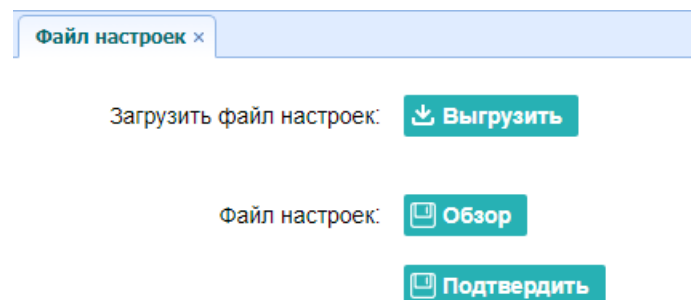 Файл настроек ×
Загрузить файл настроек: Выгрузить
Файл настроек: Обзор
Подтвердить